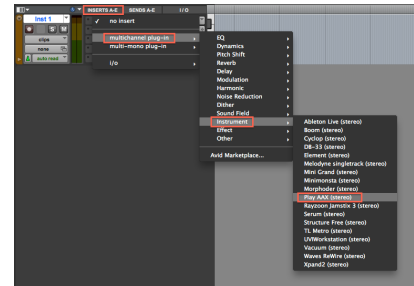 INSERTS A-E SENDS A-E I / O
Inst 1
no insert
S M
clips
none
auto read
multichannel plug-in
multi-mono plug-in
i/o
EQ
Dynamics
Pitch Shift
Reverb
Delay
Modulation
Harmonic
Noise Reduction
Dither
Sound Field
Instrument
Effect
Other
Avid Marketplace...
Ableton Live (stereo)
Boom (stereo)
Cyclop (stereo)
DB-33 (stereo)
Element (stereo)
Melodyne singletrack (stereo)
Mini Grand (stereo)
Minimonsta (stereo)
Morphoder (stereo)
Play AAX (stereo)
Rayzoon Jamstix 3 (stereo)
Serum (stereo)
Structure Free (stereo)
TL Metro (stereo)
UVIWorkstation (stereo)
Vacuum (stereo)
Waves ReWire (stereo)
Xpand2 (stereo)